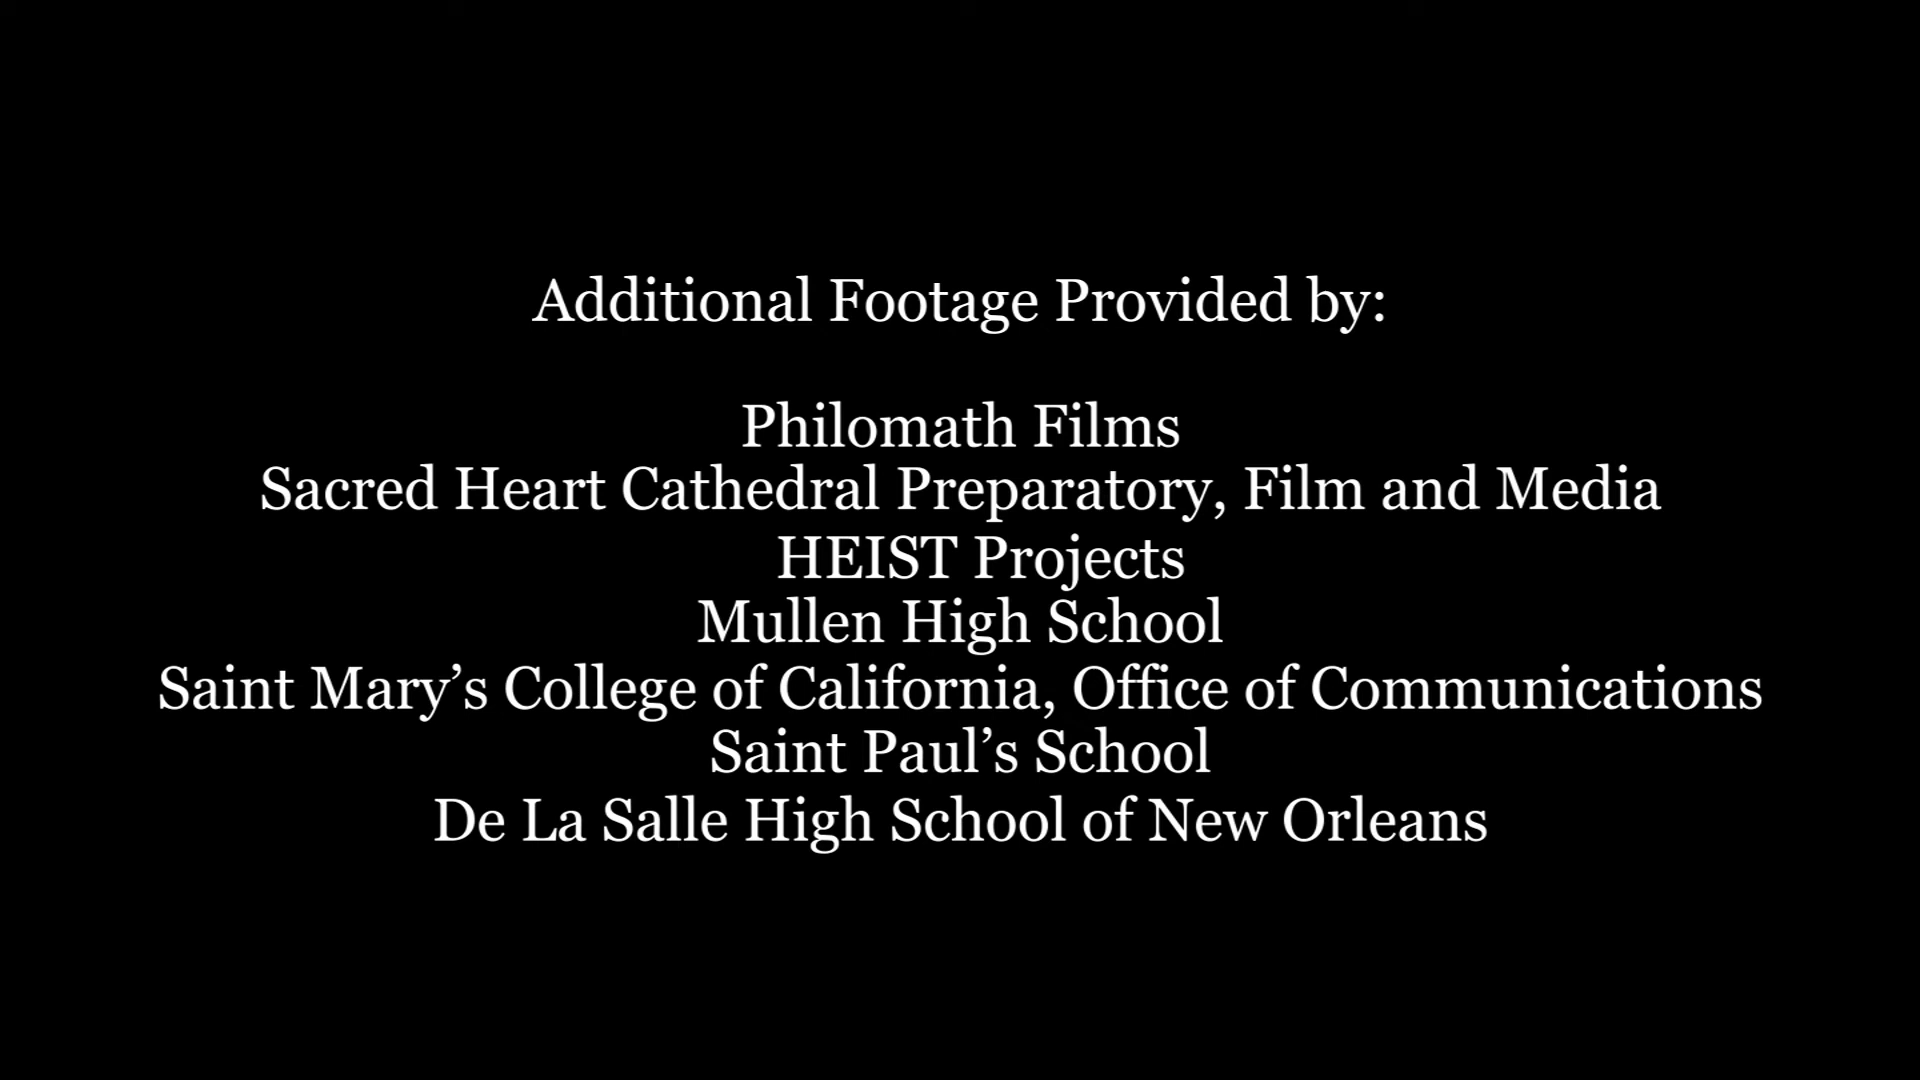 Additional Footage Provided by:
Philomath Films
Sacred Heart Cathedral Preparatory, Film and Media
HEIST Projects
Mullen High School
Saint Mary’s College of California, Office of Communications
Saint Paul’s School
De La Salle High School of New Orleans